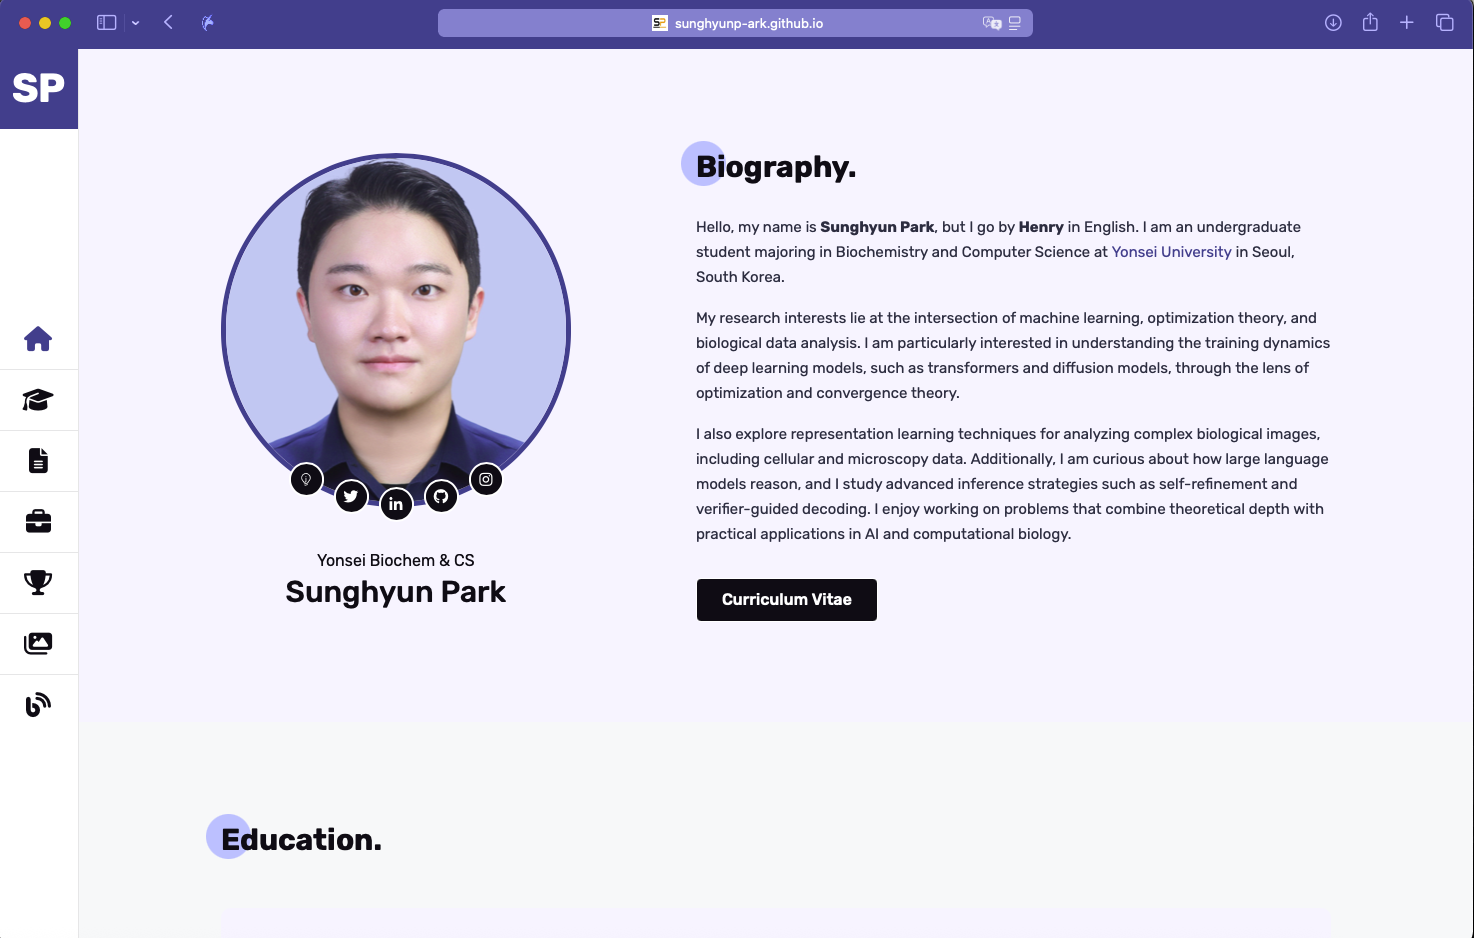 sunghyunp-ark.github.io
SP
Biography.
Hello, my name is Sunghyun Park, but I go by Henry in English. I am an undergraduate
student majoring in Biochemistry and Computer Science at Yonsei University in Seoul,
South Korea.
My research interests lie at the intersection of machine learning, optimization theory, and
biological data analysis. I am particularly interested in understanding the training dynamics
of deep learning models, such as transformers and diffusion models, through the lens of
optimization and convergence theory.
I also explore representation learning techniques for analyzing complex biological images,
including cellular and microscopy data. Additionally, I am curious about how large language
models reason, and I study advanced inference strategies such as self-refinement and
verifier-guided decoding. I enjoy working on problems that combine theoretical depth with
practical applications in AI and computational biology.
Curriculum Vitae
in
Yonsei Biochem & CS
Sunghyun Park
Education.